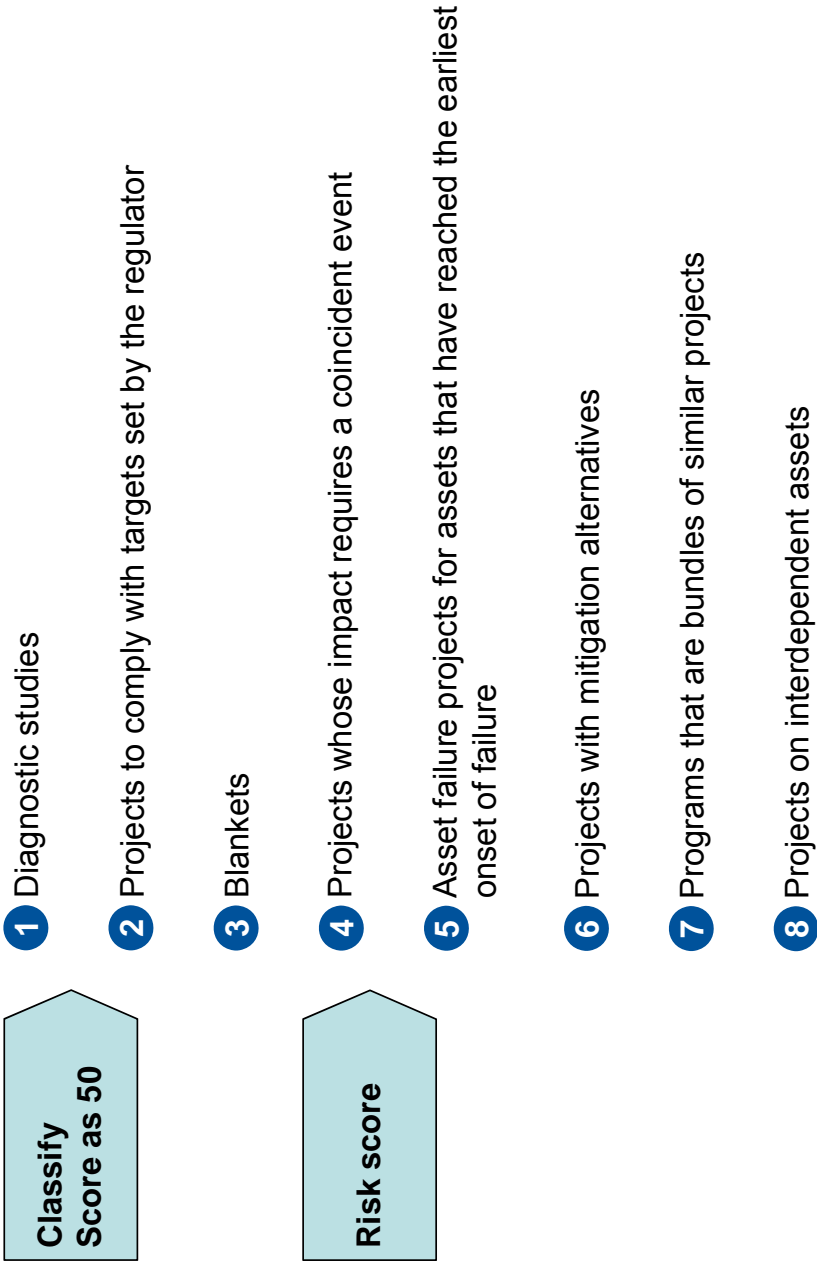 Classify
Score as 50
1 Diagnostic studies
2 Projects to comply with targets set by the regulator
3 Blankets
Risk score
4 Projects whose impact requires a coincident event
5 Asset failure projects for assets that have reached the earliest
onset of failure
6 Projects with mitigation alternatives
7 Programs that are bundles of similar projects
8 Projects on interdependent assets